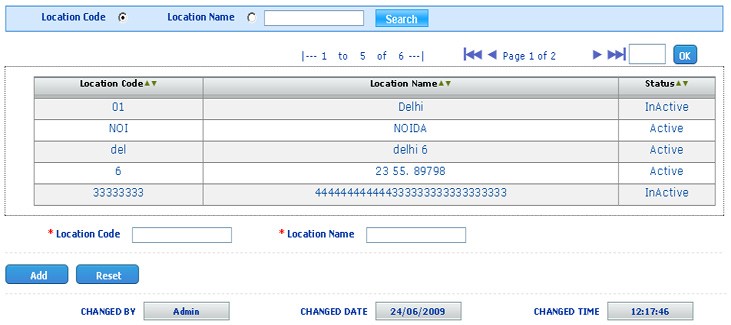 Location Code Location Name Search
|--- 1 to 5 of 6 ---| Page 1 of 2 OK
Location Code Location Name Status
01 Delhi InActive
NOI NOIDA Active
del delhi 6 Active
6 23 55. 89798 Active
33333333 InActive
* Location Code * Location Name
Add Reset
CHANGED BY Admin CHANGED DATE 24/06/2009 CHANGED TIME 12:17:46